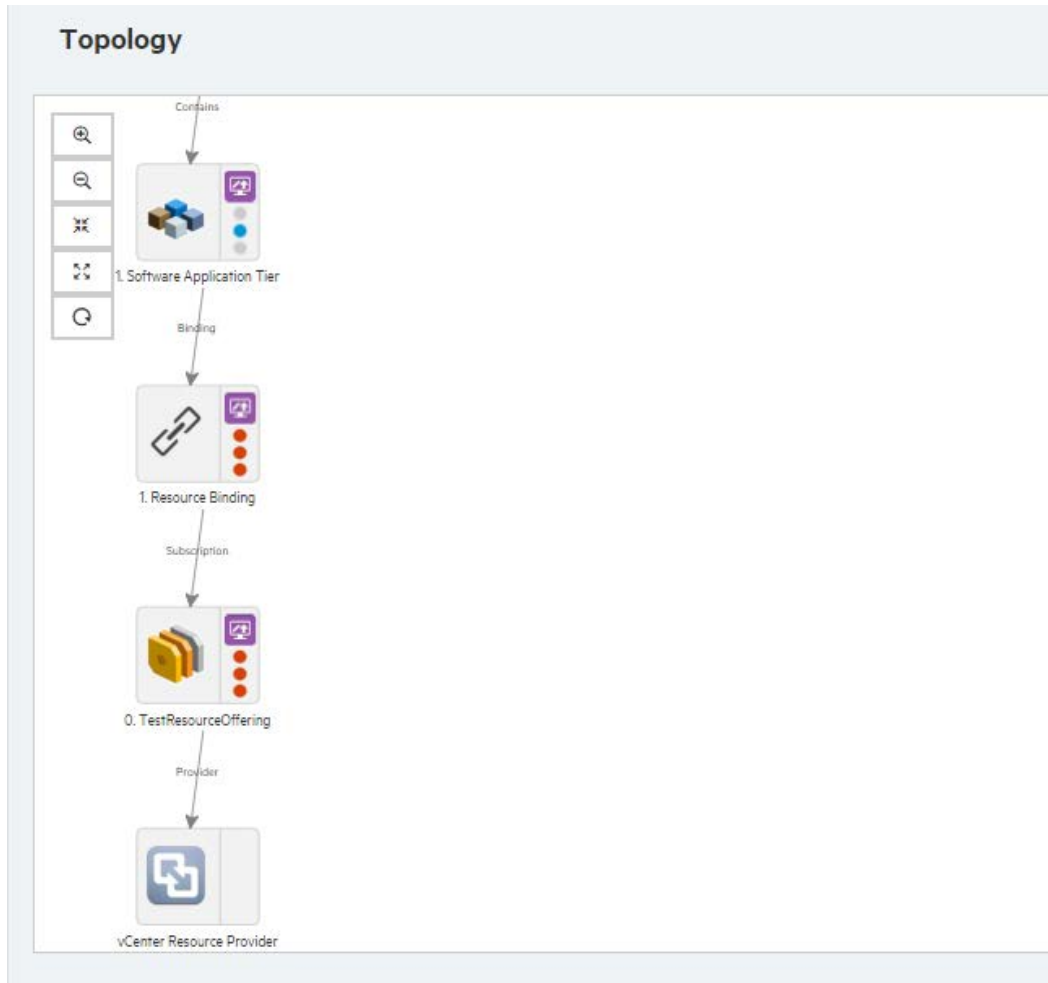 Topology
Contains
1. Software Application Tier
Binding
1. Resource Binding
Subscription
0. TestResourceOffering
Provider
vCenter Resource Provider